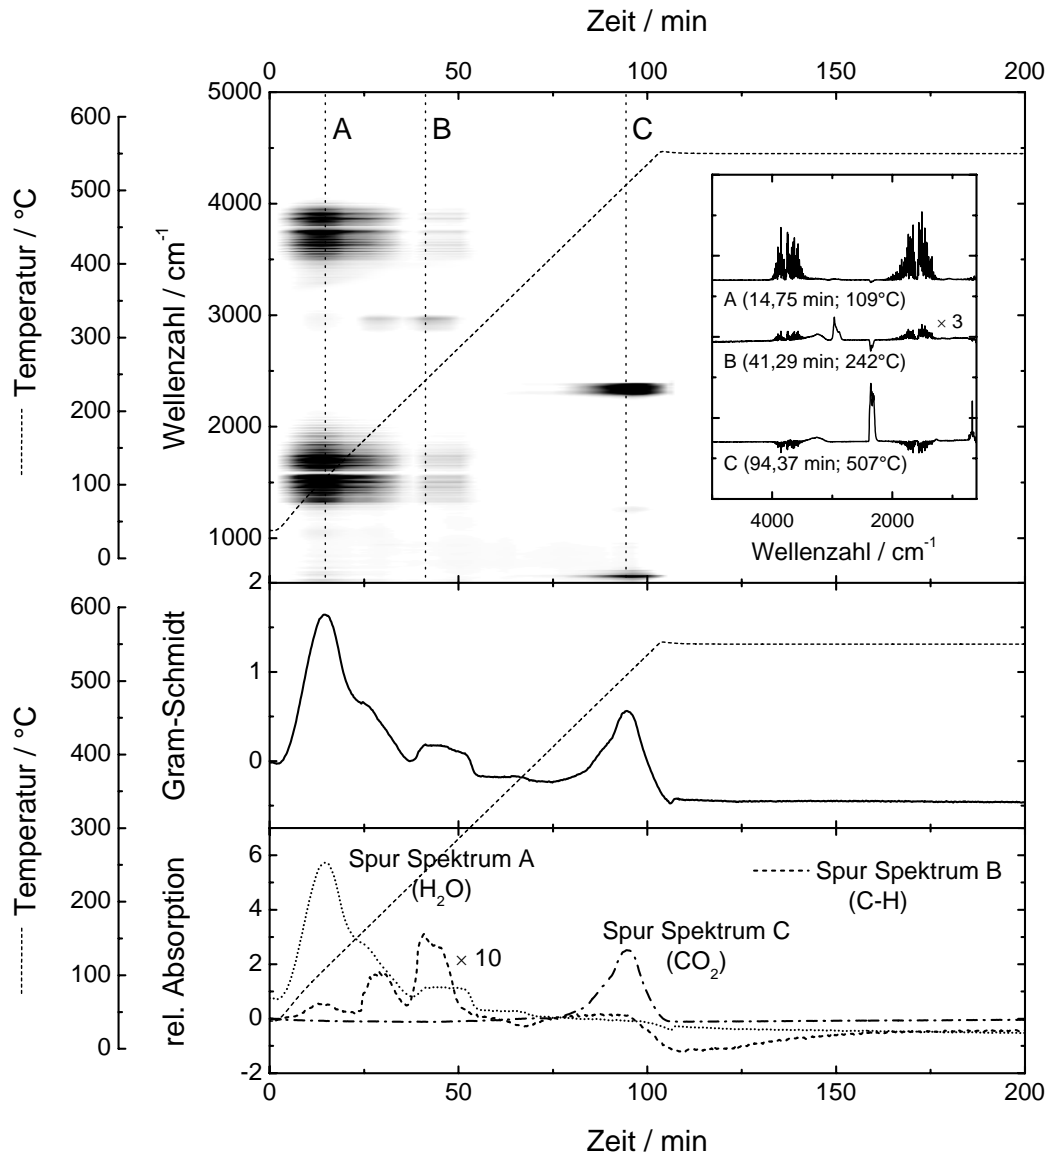 Zeit / min
0 50 100 150 200
5000
4000
3000
2000
1000
Wellenzahl / cm⁻¹
600
500
400
300
200
100
0
Temperatur / °C
A B C
A (14,75 min; 109°C)
× 3
B (41,29 min; 242°C)
C (94,37 min; 507°C)
4000 2000
Wellenzahl / cm⁻¹
2
1
0
Gram-Schmidt
600
500
400
300
200
100
0
Temperatur / °C
6
4
2
0
-2
rel. Absorption
Spur Spektrum A
(H₂O)
Spur Spektrum B
(C-H)
× 10
Spur Spektrum C
(CO₂)
0 50 100 150 200
Zeit / min